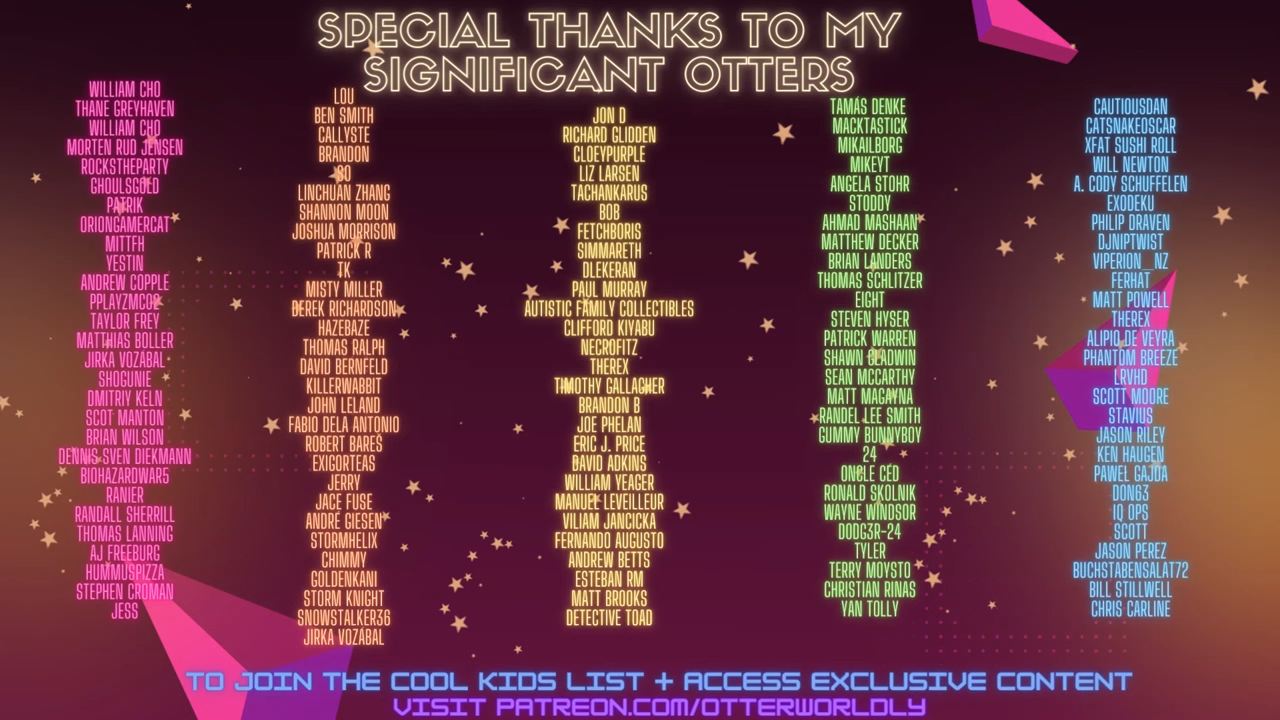 SPECIAL THANKS TO MY
SIGNIFICANT OTTERS
WILLIAM CHO
THANE GREYHAVEN
WILLIAM CHO
MORTEN RUD JENSEN
ROCKSTHEPARTY
GHOULSGOLD
PATRIK
ORIONGAMERCAT
MITTFH
YESTIN
ANDREW COPPLE
PPLAYZMC02
TAYLOR FREY
MATTHIAS BOLLER
JIRKA VOZÁBAL
SHOGUNIE
DMITRIY KELN
SCOT MANTON
BRIAN WILSON
DENNIS SVEN DIEKMANN
BIOHAZARDWAR5
RANIER
RANDALL SHERRILL
THOMAS LANNING
AJ FREEBURG
HUMMUSPIZZA
STEPHEN CROMAN
JESS
LOU
BEN SMITH
CALLYSTE
BRANDON
BO
LINCHUAN ZHANG
SHANNON MOON
JOSHUA MORRISON
PATRICK R
TK
MISTY MILLER
DEREK RICHARDSON
HAZEBAZE
THOMAS RALPH
DAVID BERNFELD
KILLERWABBIT
JOHN LELAND
FABIO DELA ANTONIO
ROBERT BAREŠ
EXIGORTEAS
JERRY
JACE FUSE
ANDRÉ GIESEN
STORMHELIX
CHIMMY
GOLDENKANI
STORM KNIGHT
SNOWSTALKER36
JIRKA VOZÁBAL
JON D
RICHARD GLIDDEN
CLOEYPURPLE
LIZ LARSEN
TACHANKARUS
BOB
FETCHBORIS
SIMMARETH
DLEKERAN
PAUL MURRAY
AUTISTIC FAMILY COLLECTIBLES
CLIFFORD KIYABU
NECROFITZ
THEREX
TIMOTHY GALLAGHER
BRANDON B
JOE PHELAN
ERIC J. PRICE
DAVID ADKINS
WILLIAM YEAGER
MANUEL LEVEILLEUR
VILIAM JANCICKA
FERNANDO AUGUSTO
ANDREW BETTS
ESTEBAN RM
MATT BROOKS
DETECTIVE TOAD
TAMÁS DENKE
MACKTASTICK
MIKAILBORG
MIKEYT
ANGELA STOHR
STODDY
AHMAD MASHAAN
MATTHEW DECKER
BRIAN LANDERS
THOMAS SCHLITZER
EIGHT
STEVEN HYSER
PATRICK WARREN
SHAWN GLADWIN
SEAN MCCARTHY
MATT MAGAYNA
RANDEL LEE SMITH
GUMMY BUNNYBOY
24
ONCLE CED
RONALD SKOLNIK
WAYNE WINDSOR
DODG3R-24
TYLER
TERRY MOYSTO
CHRISTIAN RINAS
YAN TOLLY
CAUTIOUSDAN
CATSNAKEOSCAR
XFAT SUSHI ROLL
WILL NEWTON
A. CODY SCHUFFELEN
EXODEKU
PHILIP DRAVEN
DJNIPTWIST
VIPERION_NZ
FERHAT
MATT POWELL
THEREX
ALIPIO DE VEYRA
PHANTOM BREEZE
LRVHD
SCOTT MOORE
STAVIUS
JASON RILEY
KEN HAUGEN
PAWEL GAJDA
DON63
IQ OPS
SCOTT
JASON PEREZ
BUCHSTABENSALAT72
BILL STILLWELL
CHRIS CARLINE
TO JOIN THE COOL KIDS LIST + ACCESS EXCLUSIVE CONTENT
VISIT PATREON.COM/OTTERWORLDLY